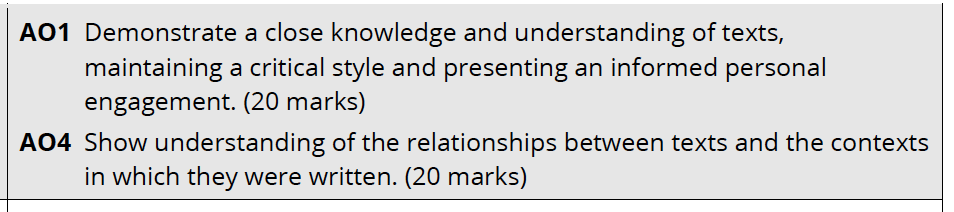 AO1 Demonstrate a close knowledge and understanding of texts,
maintaining a critical style and presenting an informed personal
engagement. (20 marks)
AO4 Show understanding of the relationships between texts and the contexts
in which they were written. (20 marks)